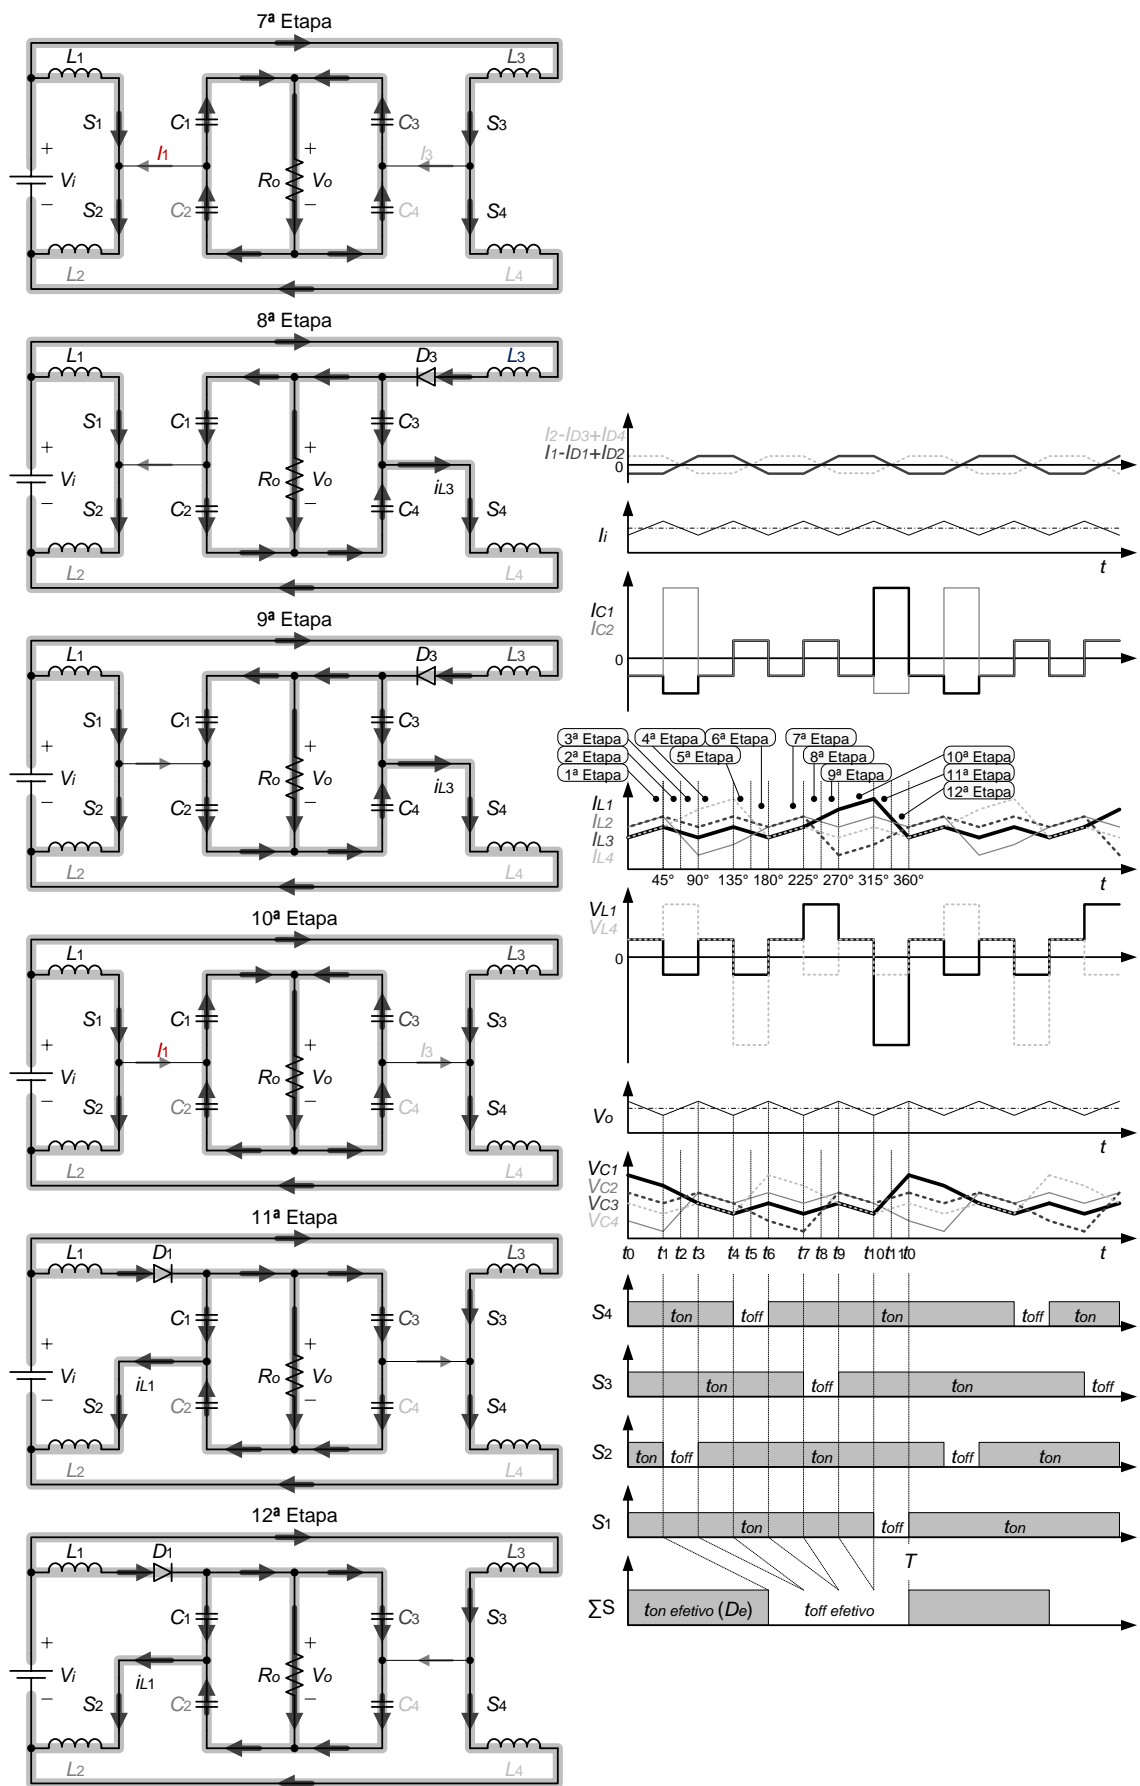 7ª Etapa
L1
L3
S1
C1
C3
S3
I1
I3
+
Vi
−
Ro
+
Vo
−
S2
C2
C4
S4
L2
L4
8ª Etapa
L1
D3
L3
S1
C1
C3
+
Vi
−
Ro
+
Vo
−
iL3
S2
C2
C4
S4
L2
L4
9ª Etapa
L1
D3
L3
S1
C1
C3
+
Vi
−
Ro
+
Vo
−
iL3
S2
C2
C4
S4
L2
L4
10ª Etapa
L1
L3
S1
C1
C3
S3
I1
I3
+
Vi
−
Ro
+
Vo
−
S2
C2
C4
S4
L2
L4
11ª Etapa
L1
D1
L3
C1
C3
S3
+
Vi
−
Ro
+
Vo
−
iL1
S2
C2
C4
S4
L2
L4
12ª Etapa
L1
D1
L3
C1
C3
S3
+
Vi
−
Ro
+
Vo
−
iL1
S2
C2
C4
S4
L2
L4
I2-ID3+ID4
I1-ID1+ID2
0
Ii
t
IC1
IC2
0
3ª Etapa 4ª Etapa 6ª Etapa 7ª Etapa
2ª Etapa 5ª Etapa 8ª Etapa 10ª Etapa
1ª Etapa 9ª Etapa 11ª Etapa
12ª Etapa
IL1
IL2
IL3
IL4
45° 90° 135° 180° 225° 270° 315° 360°
t
VL1
VL4
0
Vo
t
VC1
VC2
VC3
VC4
t0 t1 t2 t3 t4 t5 t6 t7 t8 t9 t10 t11 t0 t
S4 ton toff ton toff ton
S3 ton toff ton toff
S2 ton toff ton toff ton
S1 ton toff ton
T
∑S ton efetivo (De) toff efetivo